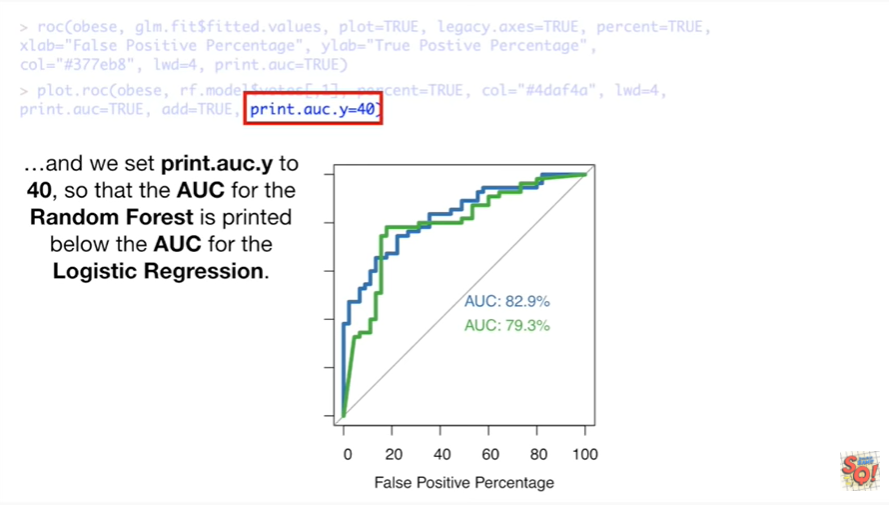 > roc(obese, glm.fit$fitted.values, plot=TRUE, legacy.axes=TRUE, percent=TRUE,
xlab="False Positive Percentage", ylab="True Postive Percentage",
col="#377eb8", lwd=4, print.auc=TRUE)
> plot.roc(obese, rf.model$votes[,1], percent=TRUE, col="#4daf4a", lwd=4,
print.auc=TRUE, add=TRUE, print.auc.y=40)
…and we set print.auc.y to
40, so that the AUC for the
Random Forest is printed
below the AUC for the
Logistic Regression.
AUC: 82.9%
AUC: 79.3%
0 20 40 60 80 100
False Positive Percentage
SQ!